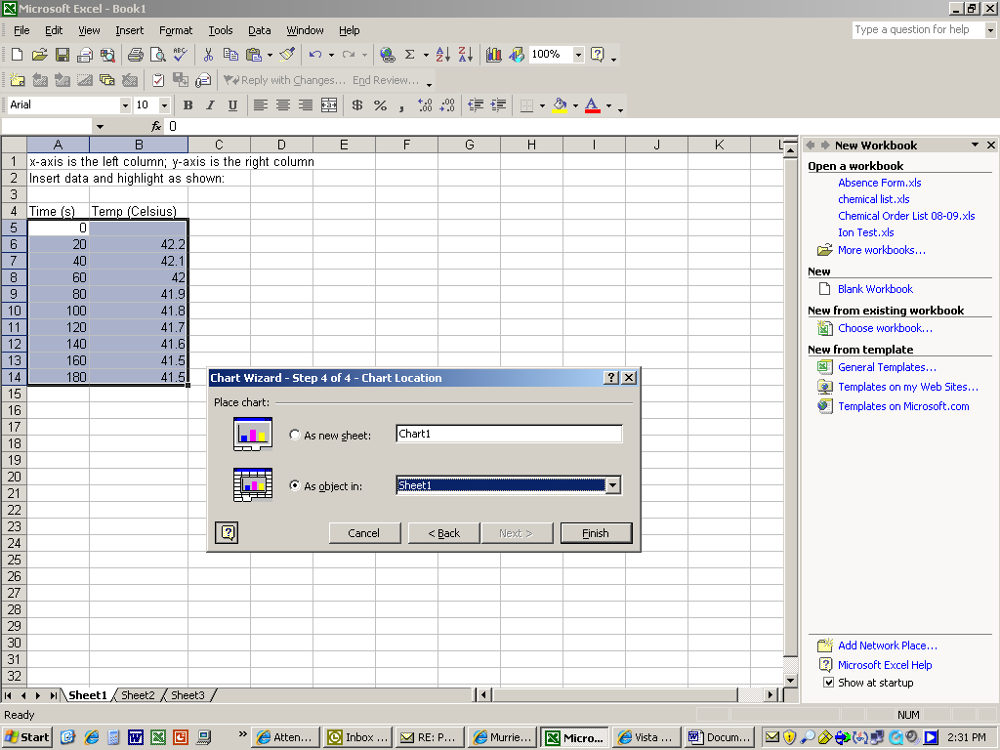 Microsoft Excel - Book1
File Edit View Insert Format Tools Data Window Help
Type a question for help
100%
Reply with Changes... End Review...
Arial 10 B I U $ % ,
fx 0
A B C D E F G H I J K L
1 x-axis is the left column; y-axis is the right column
2 Insert data and highlight as shown:
3
4 Time (s) Temp (Celsius)
5 0
6 20 42.2
7 40 42.1
8 60 42
9 80 41.9
10 100 41.8
11 120 41.7
12 140 41.6
13 160 41.5
14 180 41.5
15
16
17
18
19
20
21
22
23
24
25
26
27
28
29
30
31
32
Chart Wizard - Step 4 of 4 - Chart Location
Place chart:
As new sheet: Chart1
As object in: Sheet1
Cancel < Back Next > Finish
New Workbook
Open a workbook
Absence Form.xls
chemical list.xls
Chemical Order List 08-09.xls
Ion Test.xls
More workbooks...
New
Blank Workbook
New from existing workbook
Choose workbook...
New from template
General Templates...
Templates on my Web Sites...
Templates on Microsoft.com
Add Network Place...
Microsoft Excel Help
Show at startup
Sheet1 Sheet2 Sheet3
Ready NUM
Start Atten... Inbox ... RE: P... Murrie... Micro... Vista ... Docum... 2:31 PM